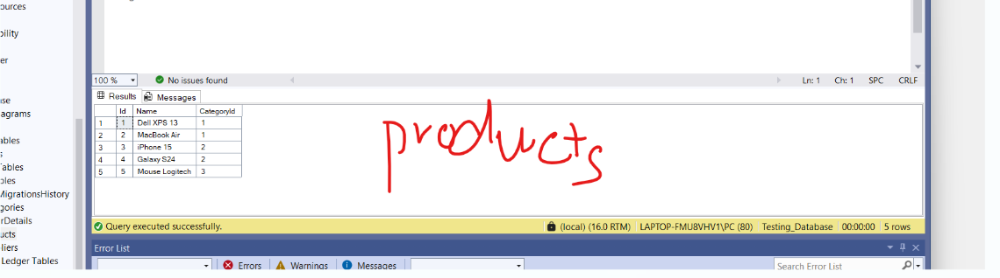 ources
bility
er
100 %
No issues found
Ln: 1 Ch: 1 SPC CRLF
Results Messages
Id Name CategoryId
1 1 Dell XPS 13 1
2 2 MacBook Air 1
3 3 iPhone 15 2
4 4 Galaxy S24 2
5 5 Mouse Logitech 3
products
agrams
ables
ables
MigrationsHistory
gories
rDetails
ucts
liers
Ledger Tables
Query executed successfully.
(local) (16.0 RTM) LAPTOP-FMU8VHV1\PC (80) Testing_Database 00:00:00 5 rows
Error List
Errors Warnings Messages
Search Error List